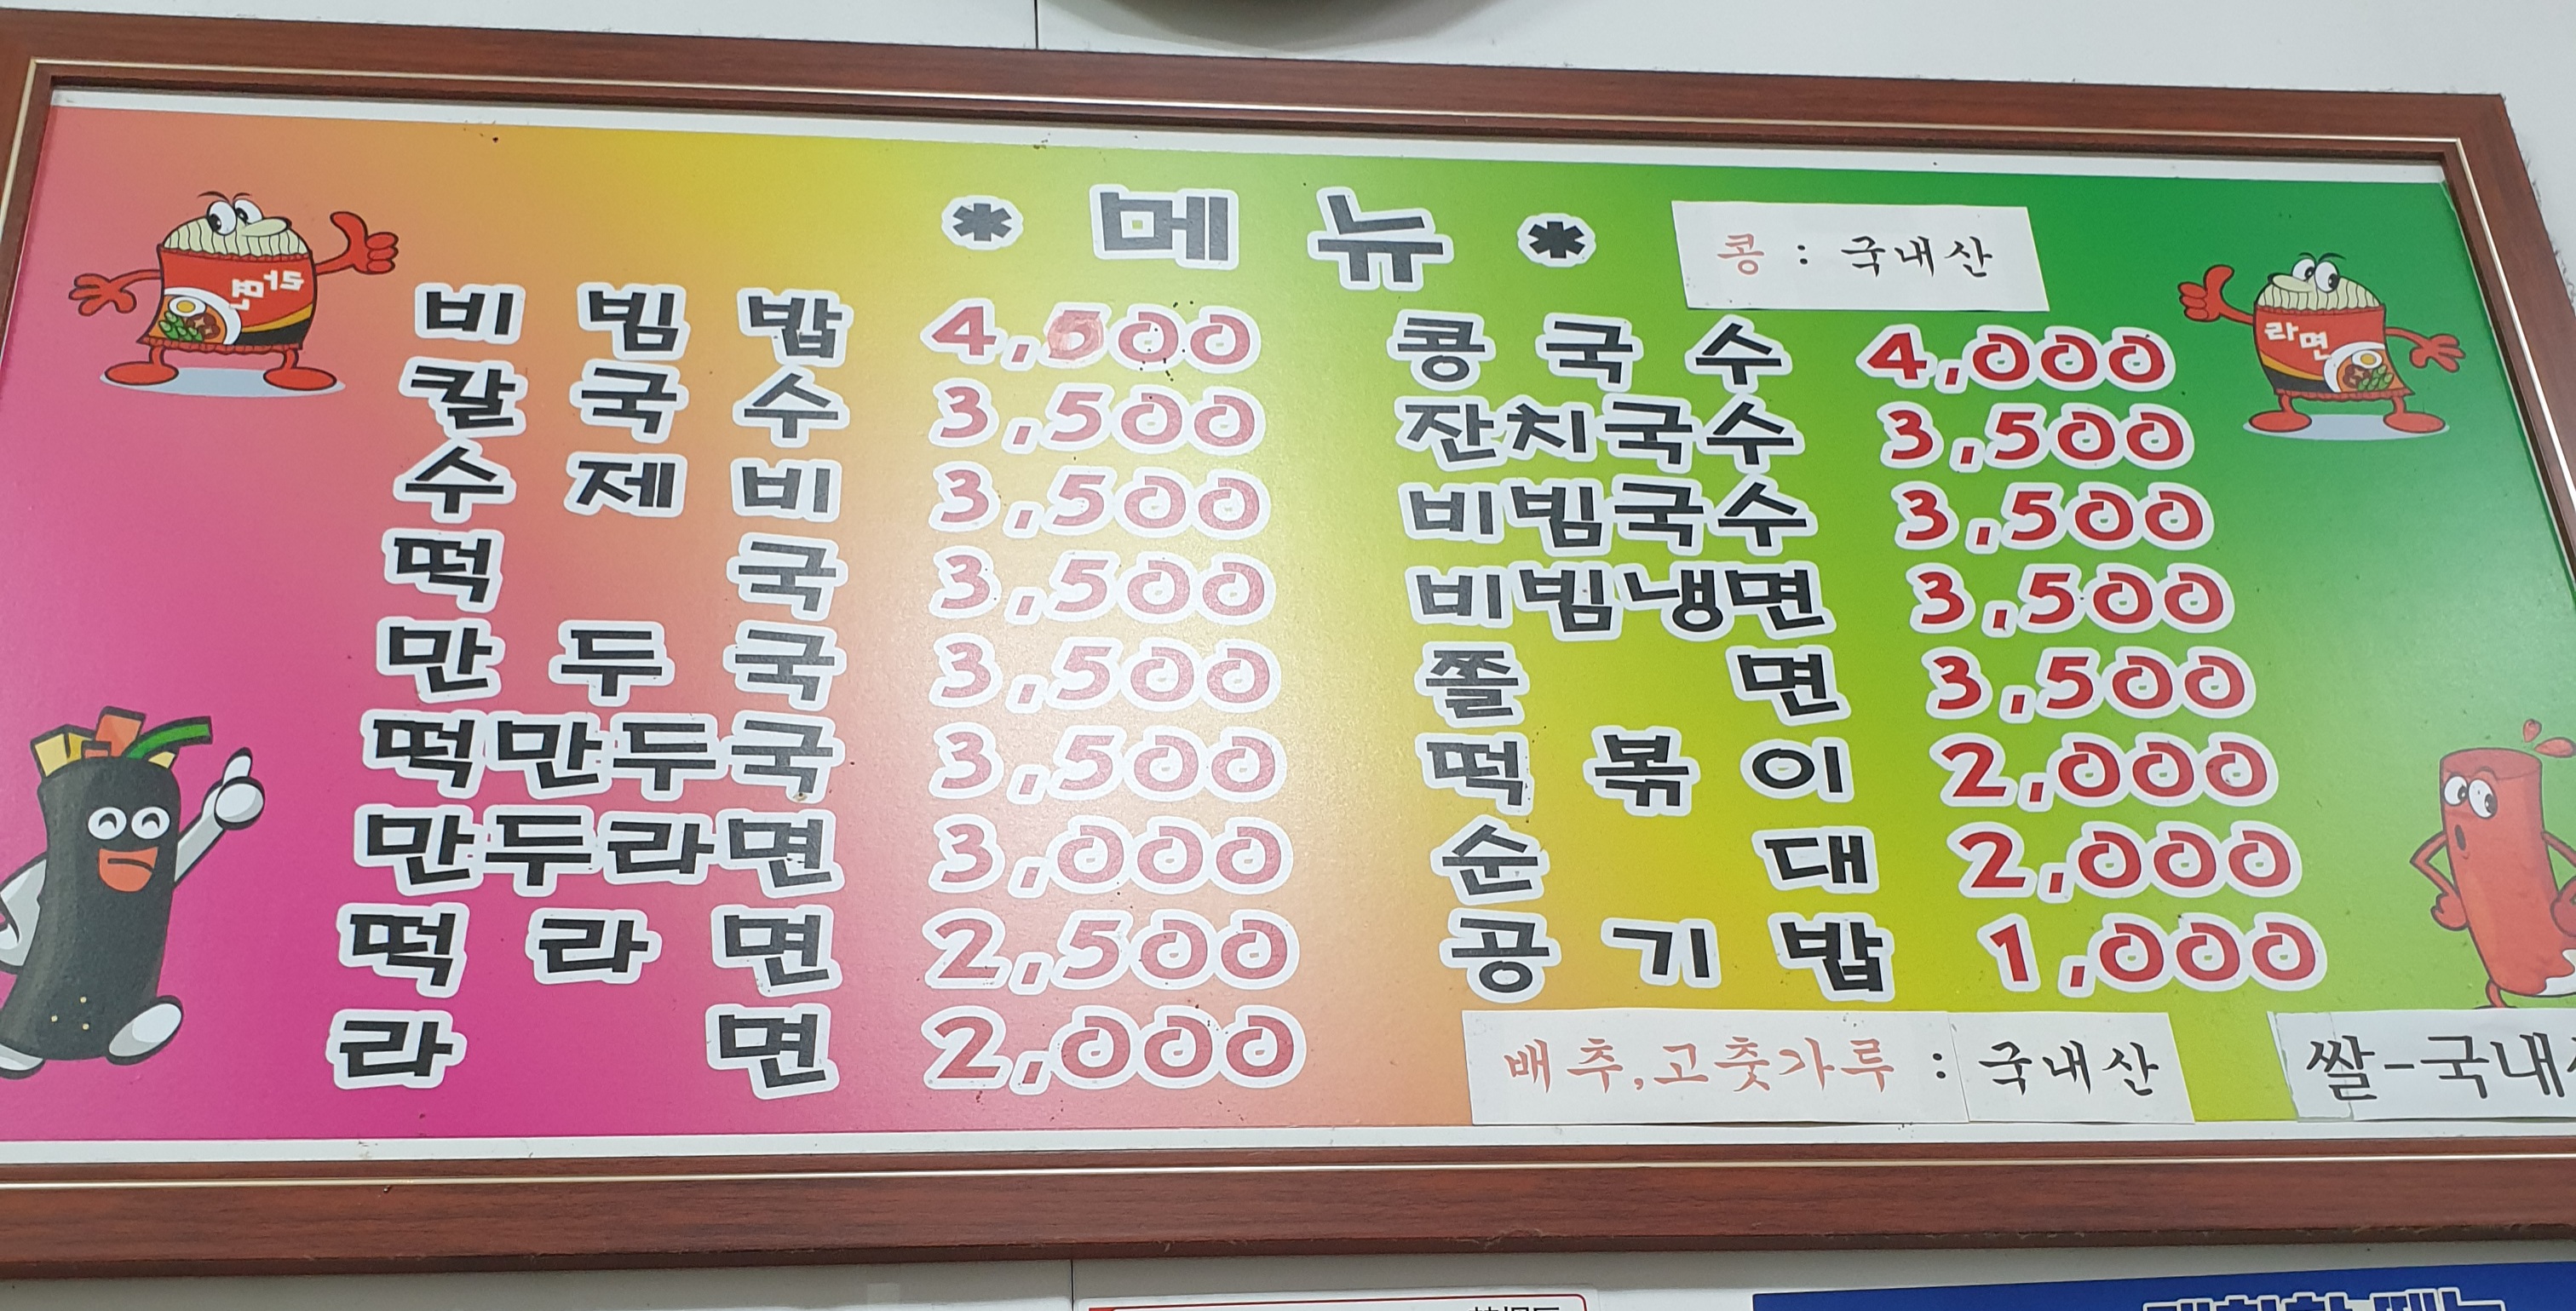 * 메뉴 *
콩 : 국내산
라면
라면
비빔밥 4,500
칼국수 3,500
수제비 3,500
떡국 3,500
만두국 3,500
떡만두국 3,500
만두라면 3,000
떡라면 2,500
라면 2,000
콩국수 4,000
잔치국수 3,500
비빔국수 3,500
비빔냉면 3,500
쫄면 3,500
떡볶이 2,000
순대 2,000
공기밥 1,000
배추,고춧가루 : 국내산
쌀-국내